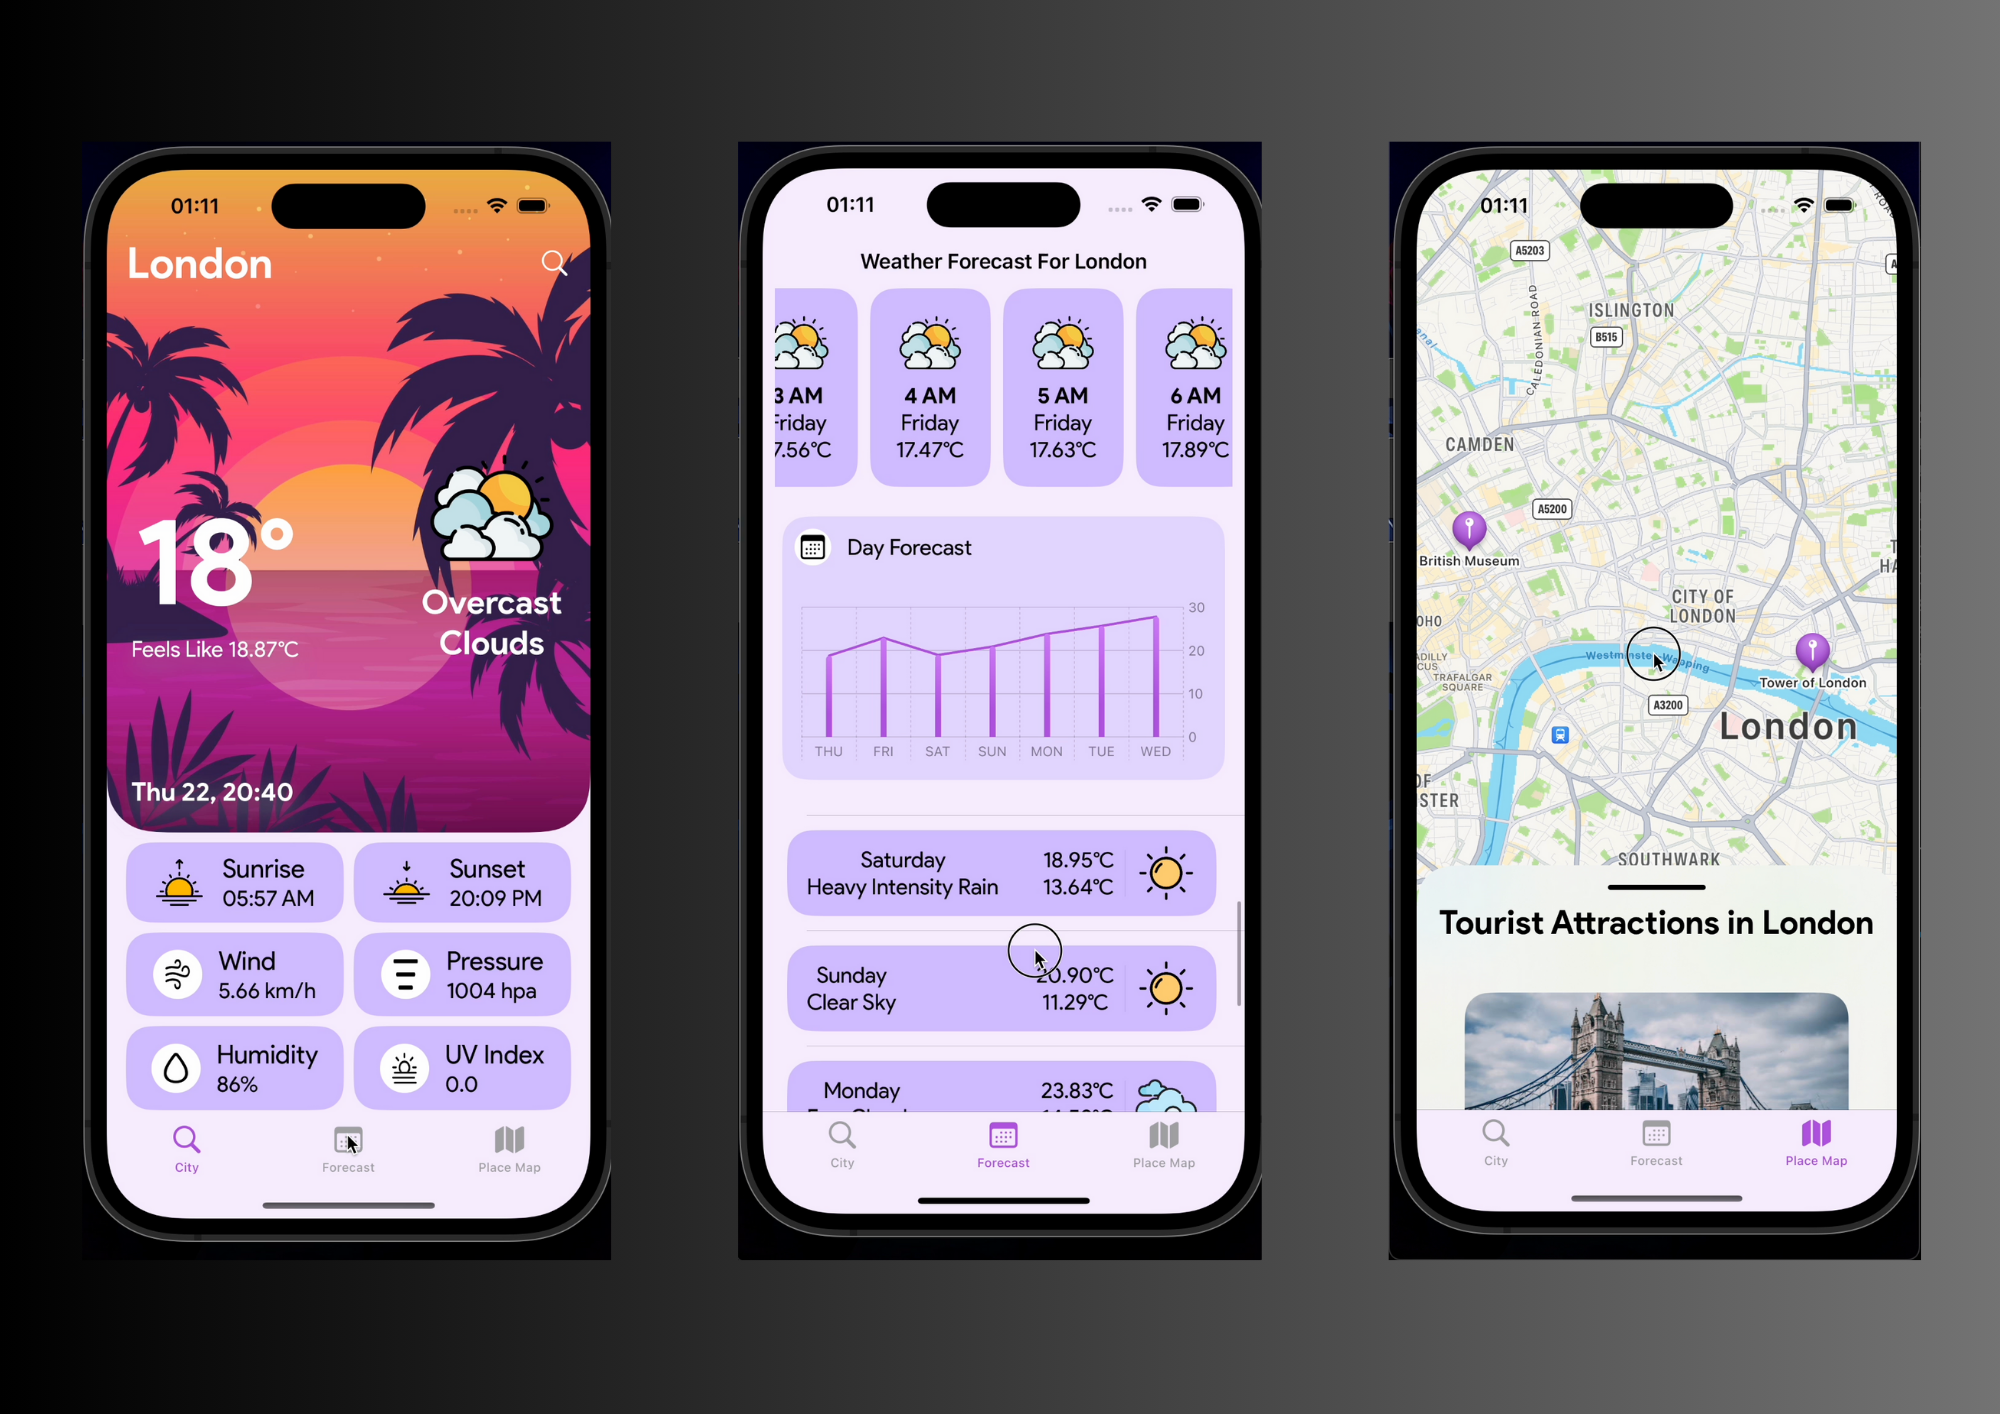 01:11
London
18°
Overcast
Clouds
Feels Like 18.87°C
Thu 22, 20:40
Sunrise
05:57 AM
Sunset
20:09 PM
Wind
5.66 km/h
Pressure
1004 hpa
Humidity
86%
UV Index
0.0
City
Forecast
Place Map
01:11
Weather Forecast For London
3 AM
Friday
7.56°C
4 AM
Friday
17.47°C
5 AM
Friday
17.63°C
6 AM
Friday
17.89°C
Day Forecast
30
20
10
0
THU FRI SAT SUN MON TUE WED
Saturday
Heavy Intensity Rain
18.95°C
13.64°C
Sunday
Clear Sky
20.90°C
11.29°C
Monday
23.83°C
City
Forecast
Place Map
01:11
A5203
ISLINGTON
B515
CALEDONIAN ROAD
CAMDEN
A5200
British Museum
CITY OF
LONDON
OHO
ADILLY
CUS
TRAFALGAR
SQUARE
Westminster
Wapping
Tower of London
A3200
London
OF
STER
SOUTHWARK
Tourist Attractions in London
City
Forecast
Place Map